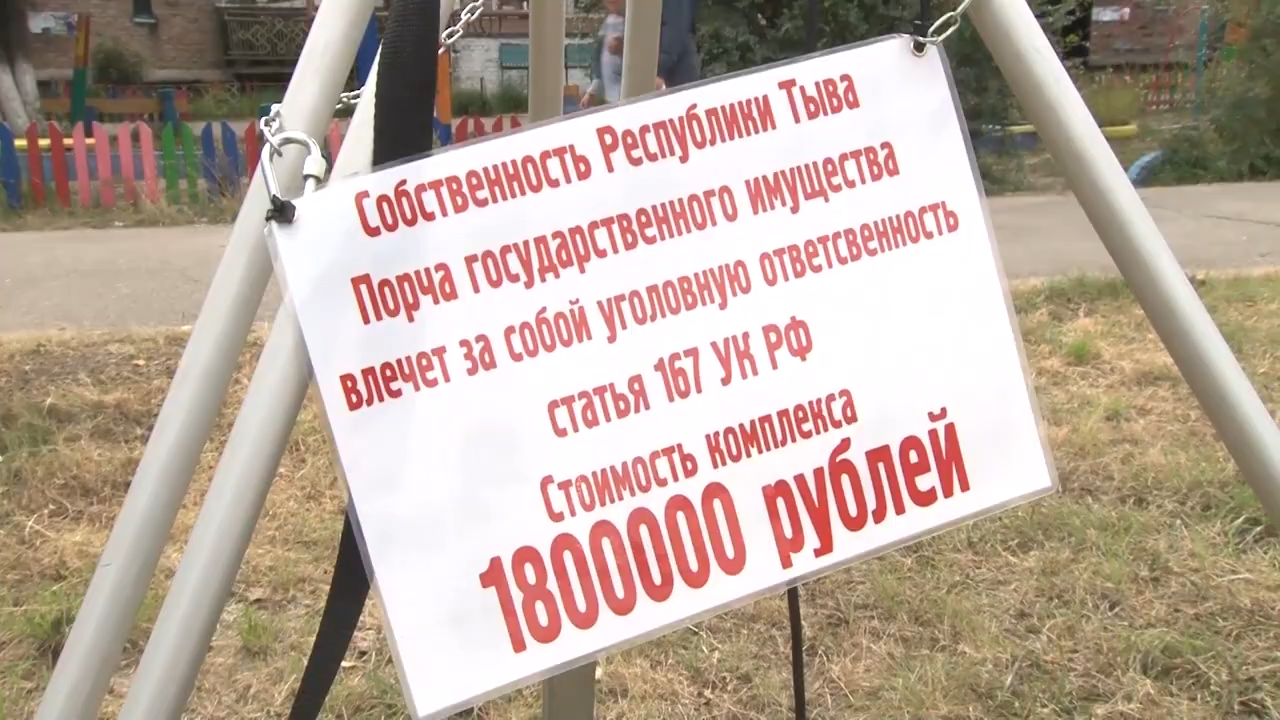 Собственность Республики Тыва
Порча государственного имущества
влечет за собой уголовную ответсвенность
статья 167 УК РФ
Стоимость комплекса
1800000 рублей